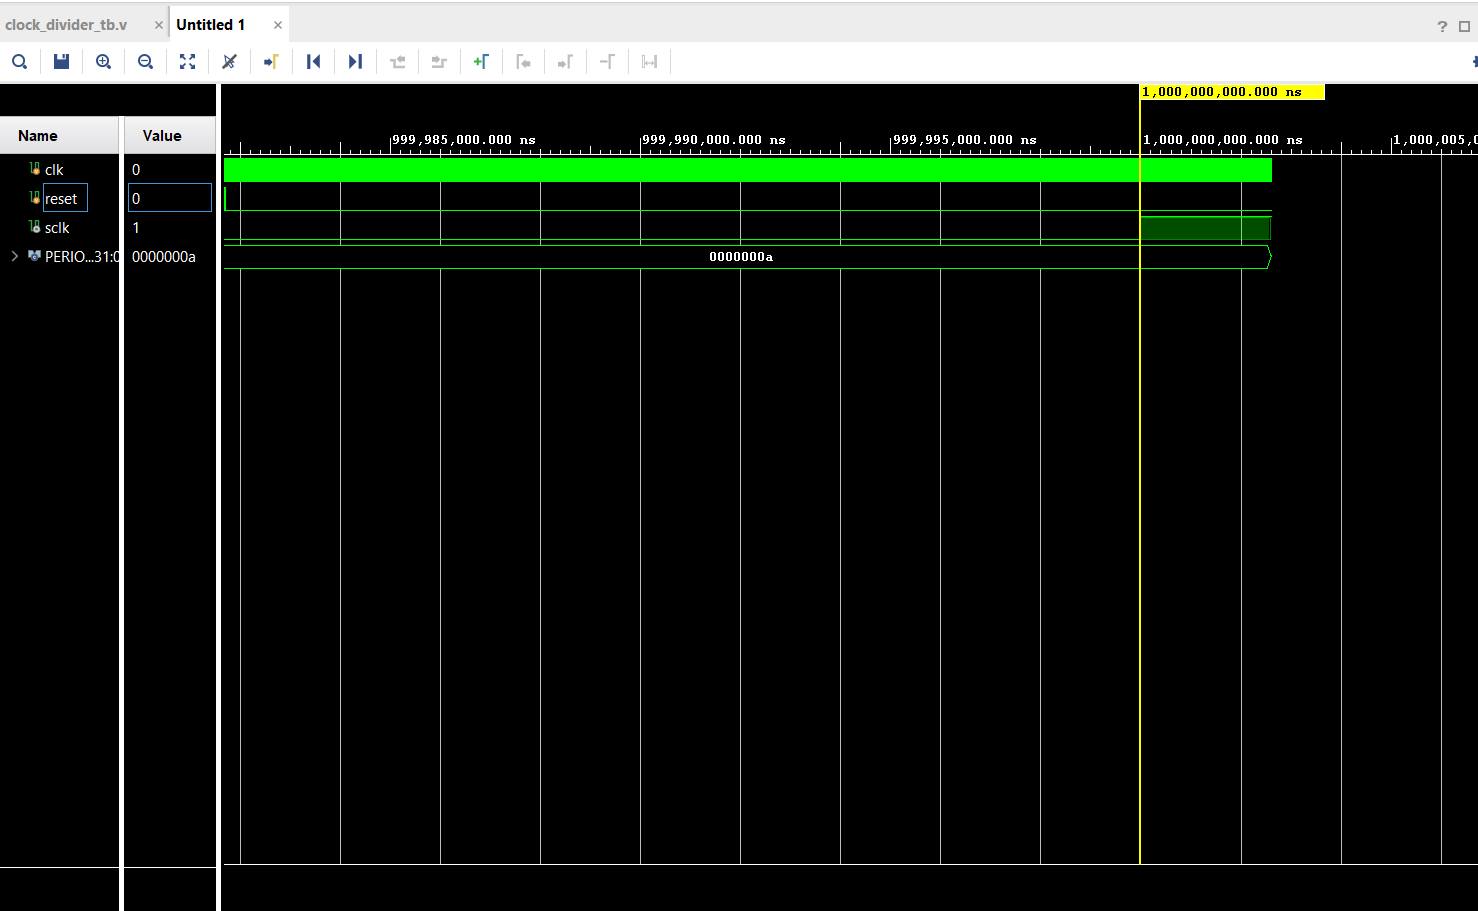 clock_divider_tb.v × Untitled 1 ×
?
1,000,000,000.000 ns
Name Value
999,985,000.000 ns 999,990,000.000 ns 999,995,000.000 ns 1,000,000,000.000 ns 1,000,005,
clk 0
reset 0
sclk 1
PERIO...31:0 0000000a 0000000a